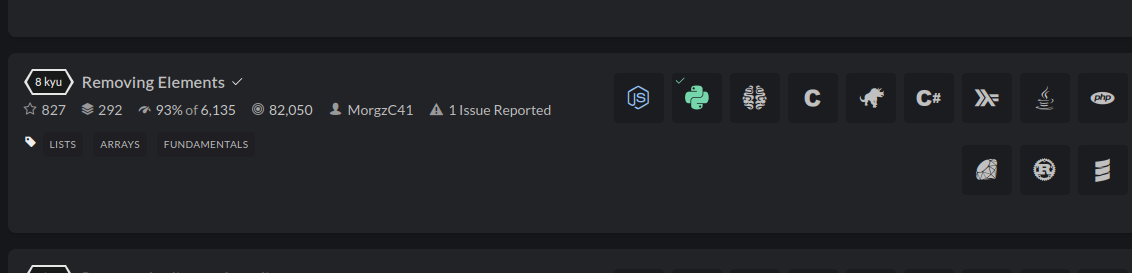 8 kyu Removing Elements
827 292 93% of 6,135 82,050 MorgzC41 1 Issue Reported
LISTS ARRAYS FUNDAMENTALS
JS C C# php
R